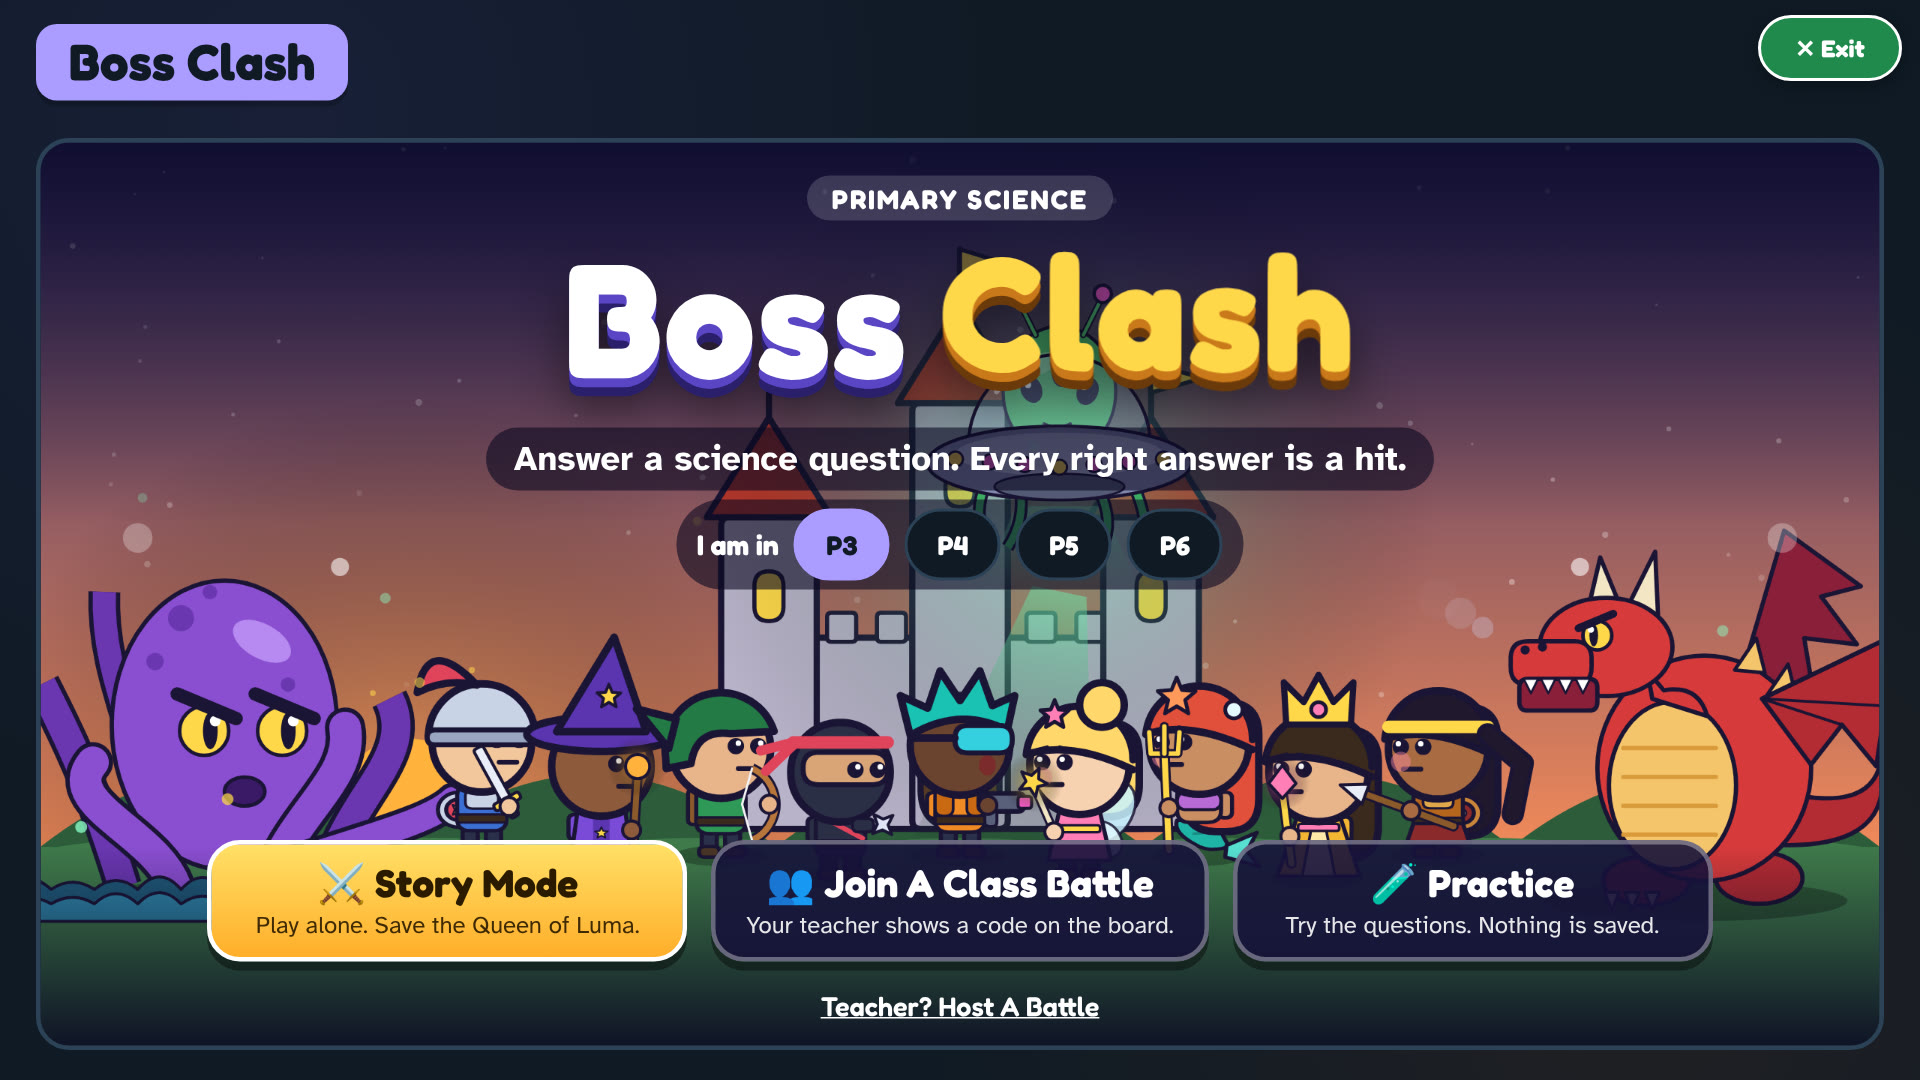 Boss Clash
✕ Exit
PRIMARY SCIENCE
Boss Clash
Answer a science question. Every right answer is a hit.
I am in P3 P4 P5 P6
Story Mode
Play alone. Save the Queen of Luma.
Join A Class Battle
Your teacher shows a code on the board.
Practice
Try the questions. Nothing is saved.
Teacher? Host A Battle